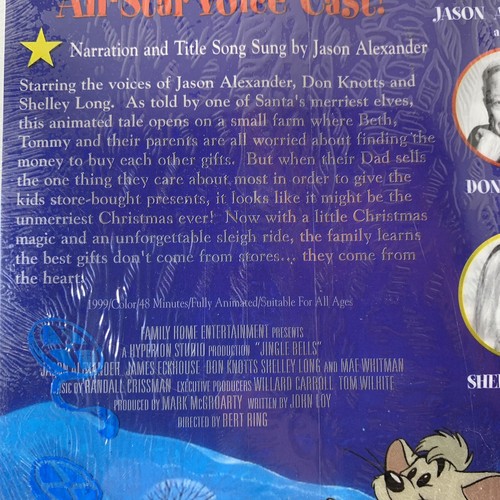 All-Star Voice Cast!
JASON
Narration and Title Song Sung by Jason Alexander
Starring the voices of Jason Alexander, Don Knotts and
Shelley Long. As told by one of Santa's merriest elves,
this animated tale opens on a small farm where Beth,
Tommy and their parents are all worried about finding the
money to buy each other gifts. But when their Dad sells
the one thing they care about most in order to give the
kids store-bought presents, it looks like it might be the
unmerriest Christmas ever! Now with a little Christmas
magic and an unforgettable sleigh ride, the family learns
the best gifts don't come from stores... they come from
the heart!
DON
1999/Color/48 Minutes/Fully Animated/Suitable For All Ages
FAMILY HOME ENTERTAINMENT PRESENTS
A HYPERION STUDIO PRODUCTION "JINGLE BELLS"
JASON ALEXANDER, JAMES ECKHOUSE DON KNOTTS SHELLEY LONG AND MAE WHITMAN
MUSIC BY RANDALL CRISSMAN EXECUTIVE PRODUCERS WILLARD CARROLL TOM WILHITE
PRODUCED BY MARK McGROARTY WRITTEN BY JOHN LOY
DIRECTED BY BERT RING
SHE